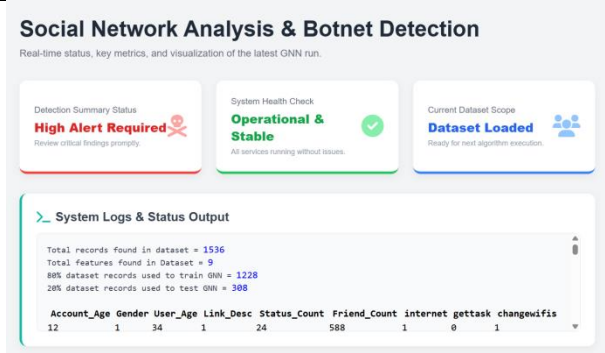 Social Network Analysis & Botnet Detection
Real-time status, key metrics, and visualization of the latest GNN run.
Detection Summary Status
High Alert Required
Review critical findings promptly.
System Health Check
Operational &
Stable
All services running without issues.
Current Dataset Scope
Dataset Loaded
Ready for next algorithm execution.
>_ System Logs & Status Output
Total records found in dataset = 1536
Total features found in Dataset = 9
80% dataset records used to train GNN = 1228
20% dataset records used to test GNN = 308
Account_Age Gender User_Age Link_Desc Status_Count Friend_Count internet gettask changewifis
12 1 34 1 24 588 1 0 1